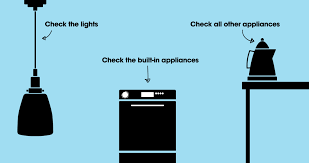 Check the lights
Check all other appliances
Check the built-in appliances